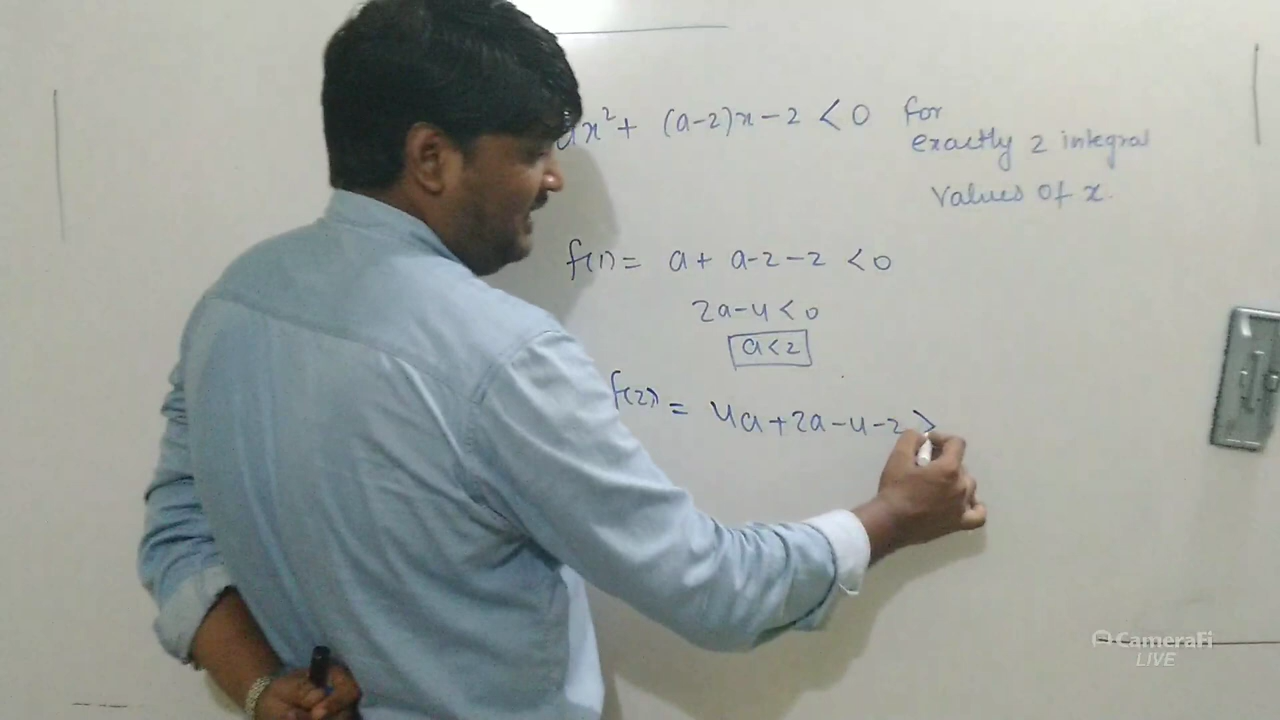 ax² + (a-2)x - 2 < 0 for
exactly 2 integral
values of x.
f(1) = a + a-2-2 < 0
2a-4 < 0
a < 2
f(2) = 4a + 2a - 4 - 2 >
CameraFi
LIVE